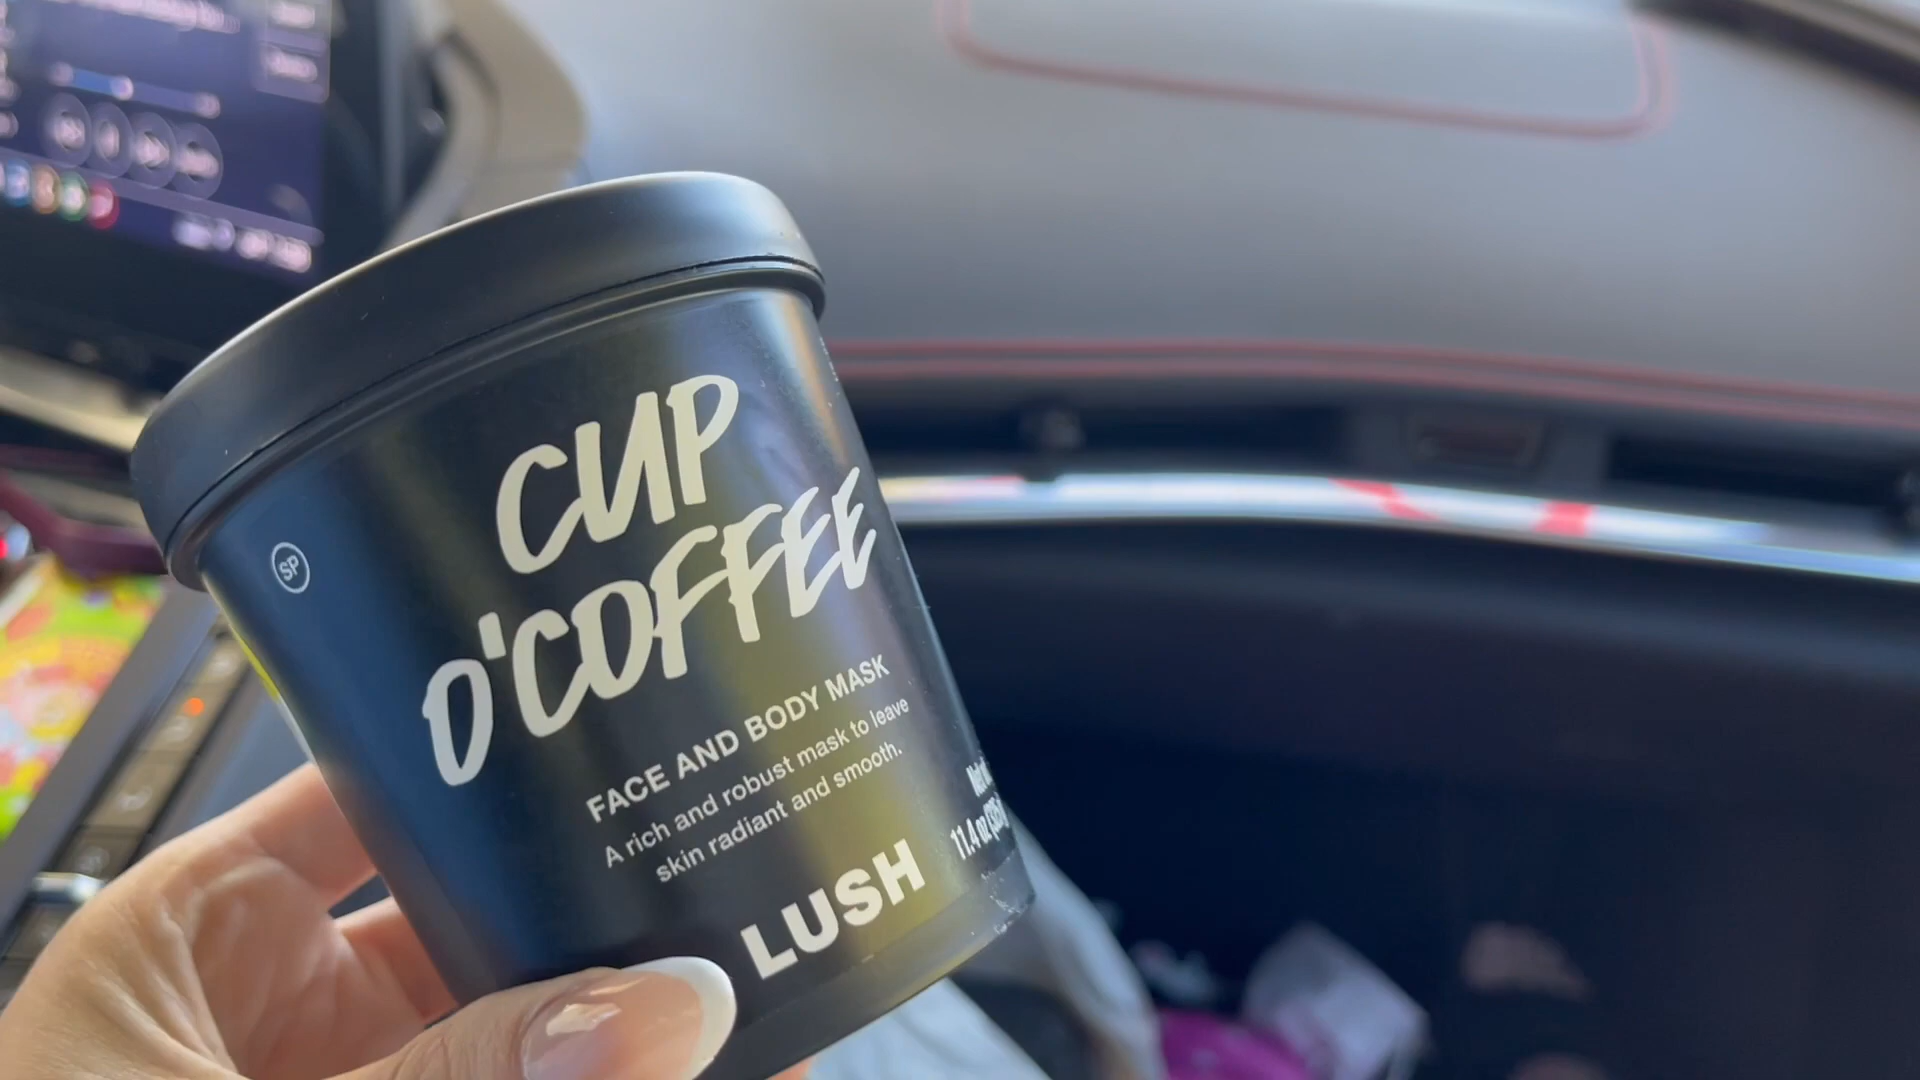 SP
CUP
O'COFFEE
FACE AND BODY MASK
A rich and robust mask to leave
skin radiant and smooth.
LUSH
Net
11.4 oz